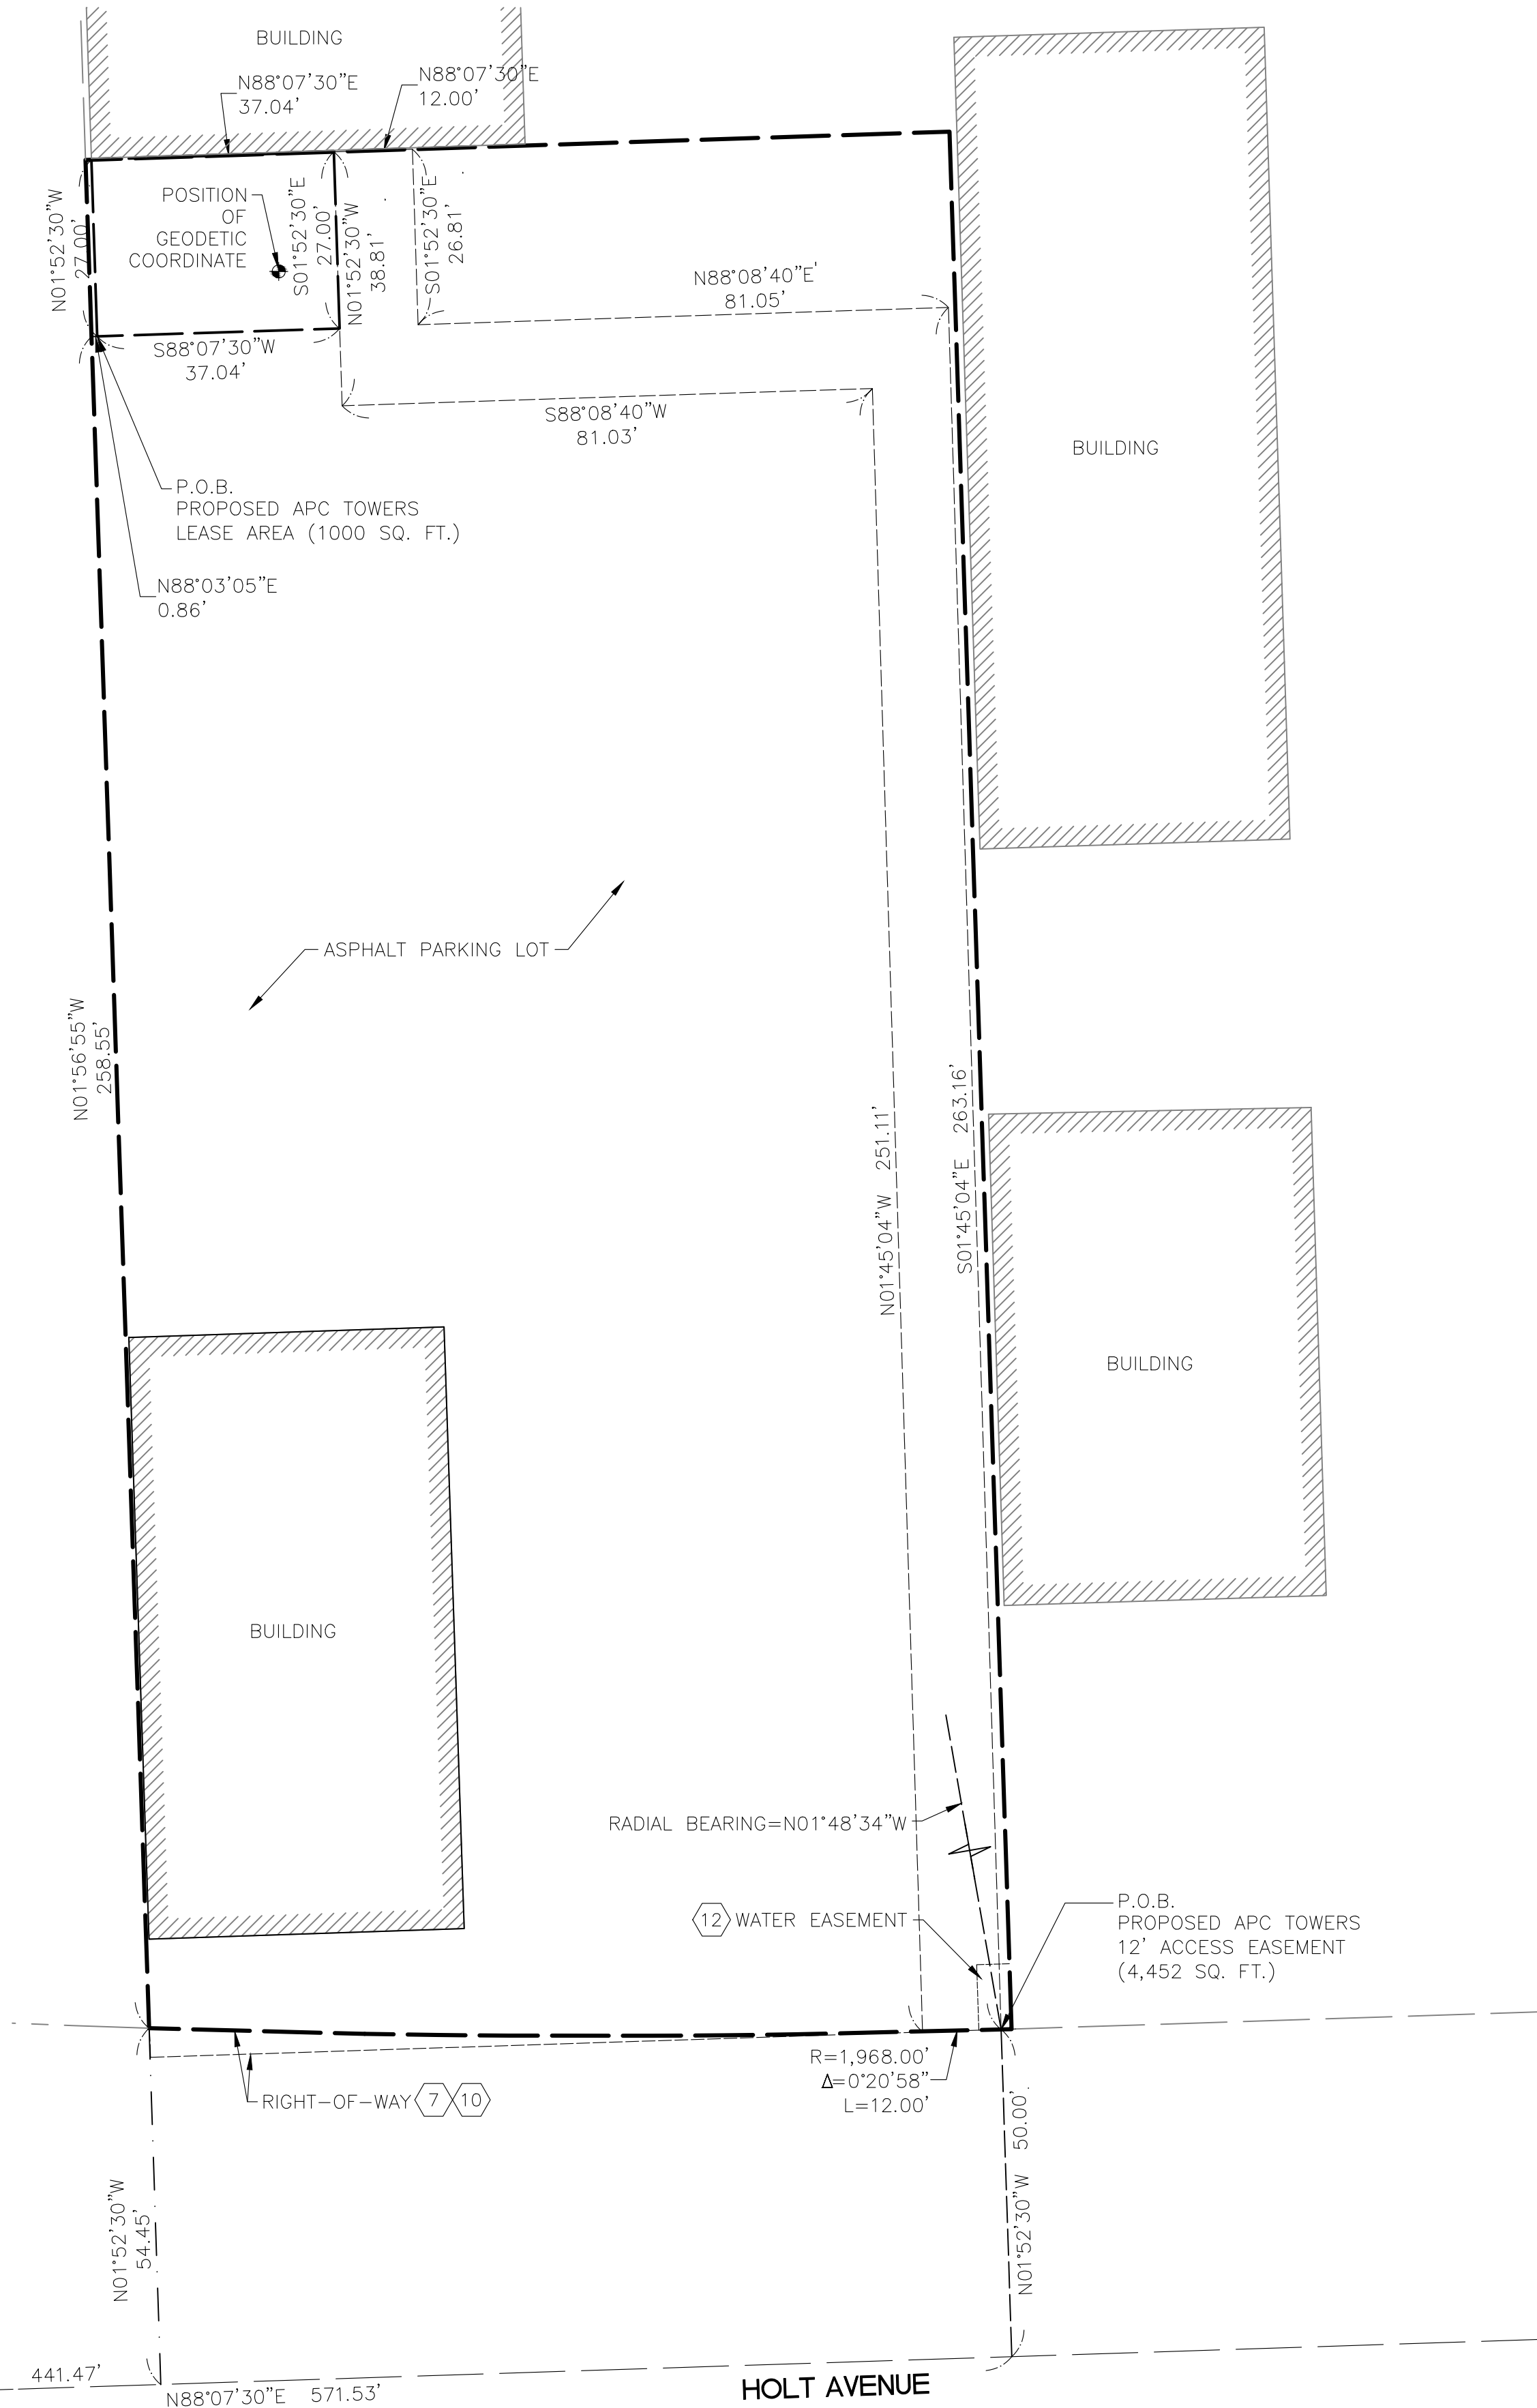 BUILDING
N88°07'30"E
37.04'
N88°07'30"E
12.00'
N01°52'30"W
27.00'
POSITION
OF
GEODETIC
COORDINATE
S01°52'30"E
27.00'
N01°52'30"W
38.81'
S01°52'30"E
26.81'
N88°08'40"E'
81.05'
S88°07'30"W
37.04'
S88°08'40"W
81.03'
BUILDING
P.O.B.
PROPOSED APC TOWERS
LEASE AREA (1000 SQ. FT.)
N88°03'05"E
0.86'
ASPHALT PARKING LOT
N01°56'55"W
258.55'
N01°45'04"W 251.11'
S01°45'04"E 263.16'
BUILDING
BUILDING
RADIAL BEARING=N01°48'34"W
12 WATER EASEMENT
P.O.B.
PROPOSED APC TOWERS
12' ACCESS EASEMENT
(4,452 SQ. FT.)
R=1,968.00'
Δ=0°20'58"
L=12.00'
RIGHT-OF-WAY 7 10
N01°52'30"W
54.45'
N01°52'30"W 50.00'
441.47'
N88°07'30"E 571.53'
HOLT AVENUE